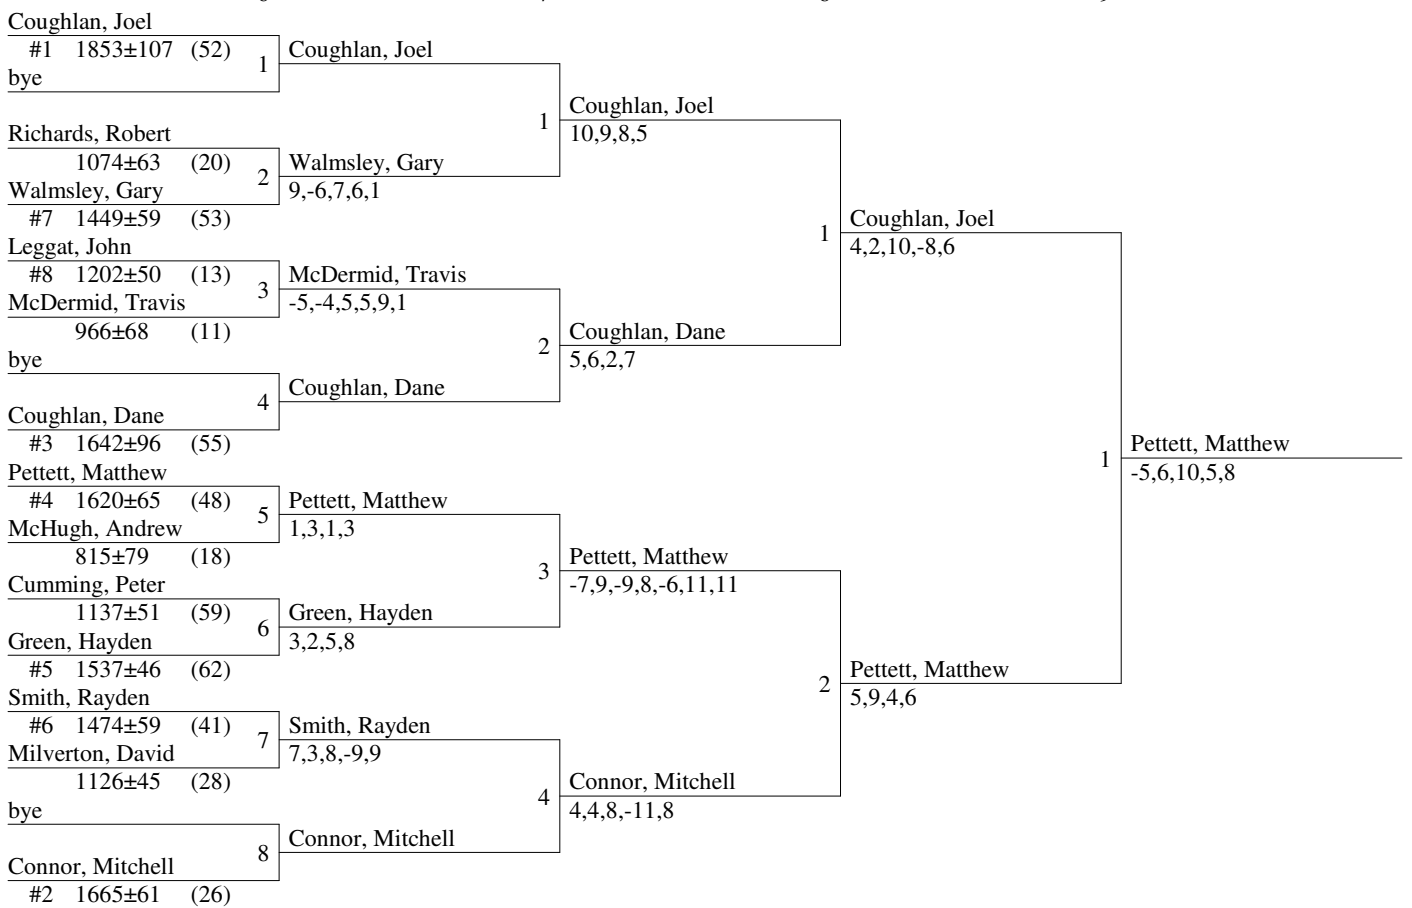 Coughlan, Joel
#1 1853±107 (52)
bye
1
Coughlan, Joel
Richards, Robert
1074±63 (20)
Walmsley, Gary
#7 1449±59 (53)
2
Walmsley, Gary
9,-6,7,6,1
Leggat, John
#8 1202±50 (13)
McDermid, Travis
966±68 (11)
3
McDermid, Travis
-5,-4,5,5,9,1
bye
Coughlan, Dane
#3 1642±96 (55)
4
Coughlan, Dane
Pettett, Matthew
#4 1620±65 (48)
McHugh, Andrew
815±79 (18)
5
Pettett, Matthew
1,3,1,3
Cumming, Peter
1137±51 (59)
Green, Hayden
#5 1537±46 (62)
6
Green, Hayden
3,2,5,8
Smith, Rayden
#6 1474±59 (41)
Milverton, David
1126±45 (28)
7
Smith, Rayden
7,3,8,-9,9
bye
Connor, Mitchell
#2 1665±61 (26)
8
Connor, Mitchell
1
Coughlan, Joel
10,9,8,5
2
Coughlan, Dane
5,6,2,7
3
Pettett, Matthew
-7,9,-9,8,-6,11,11
4
Connor, Mitchell
4,4,8,-11,8
1
Coughlan, Joel
4,2,10,-8,6
2
Pettett, Matthew
5,9,4,6
1
Pettett, Matthew
-5,6,10,5,8